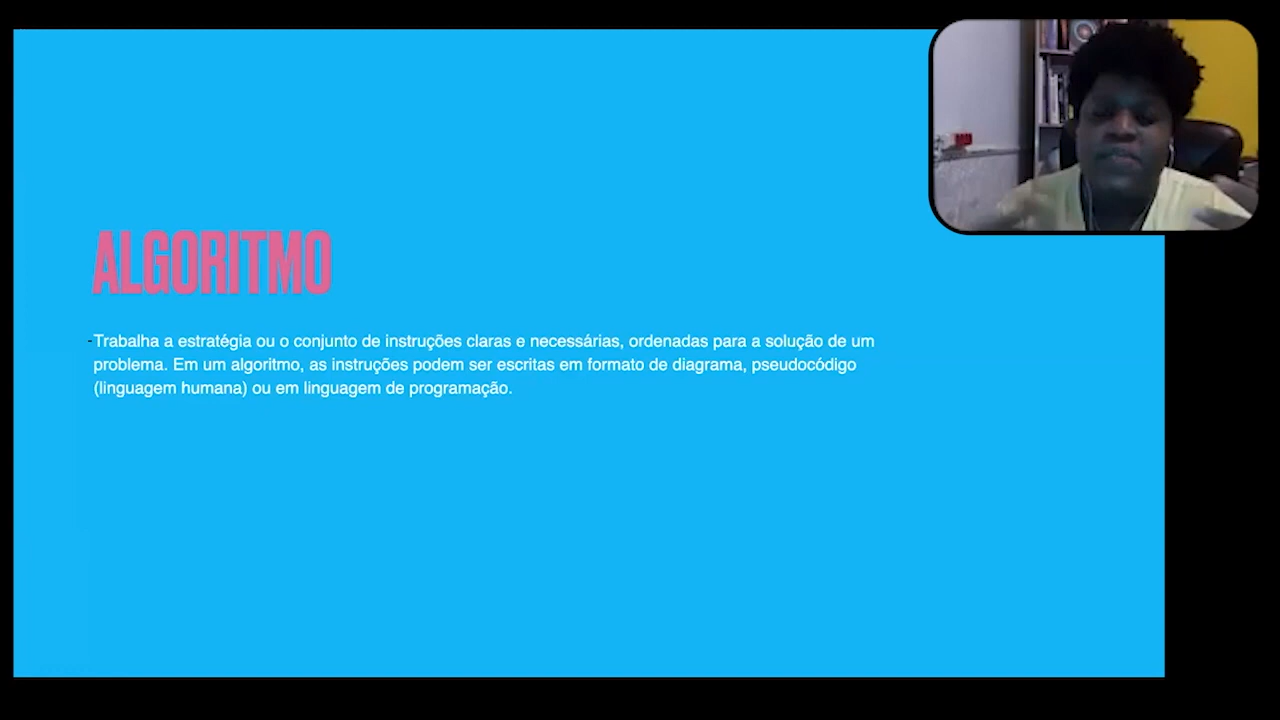 ALGORITMO
-Trabalha a estratégia ou o conjunto de instruções claras e necessárias, ordenadas para a solução de um
problema. Em um algoritmo, as instruções podem ser escritas em formato de diagrama, pseudocódigo
(linguagem humana) ou em linguagem de programação.